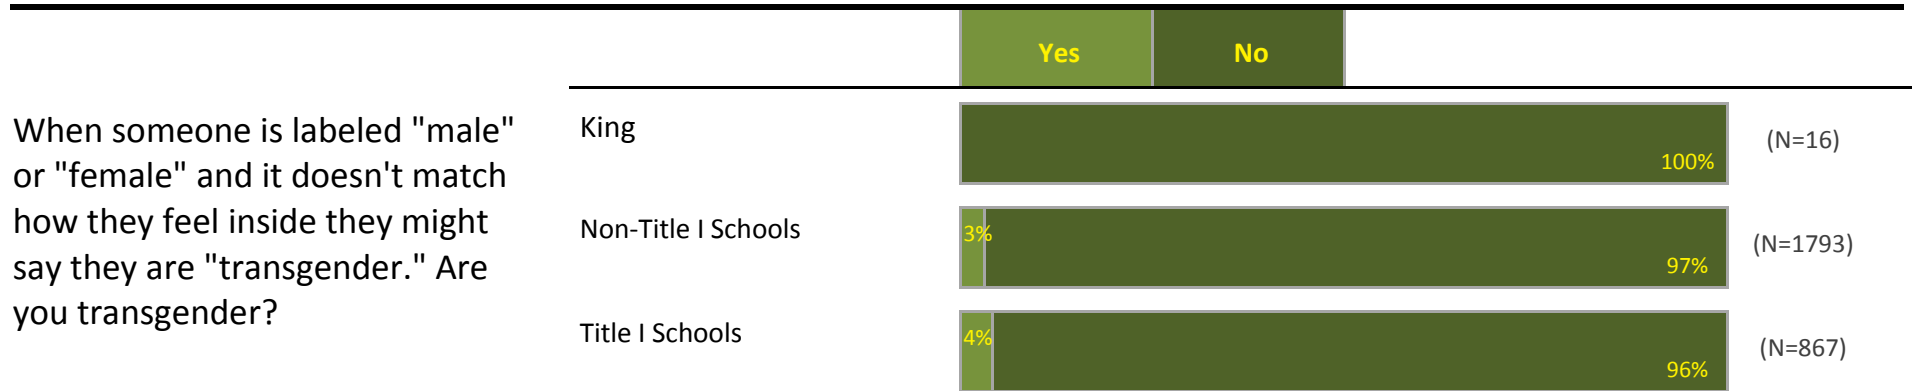 Yes No
When someone is labeled "male"
or "female" and it doesn't match
how they feel inside they might
say they are "transgender." Are
you transgender?
King 100% (N=16)
Non-Title I Schools 3% 97% (N=1793)
Title I Schools 4% 96% (N=867)